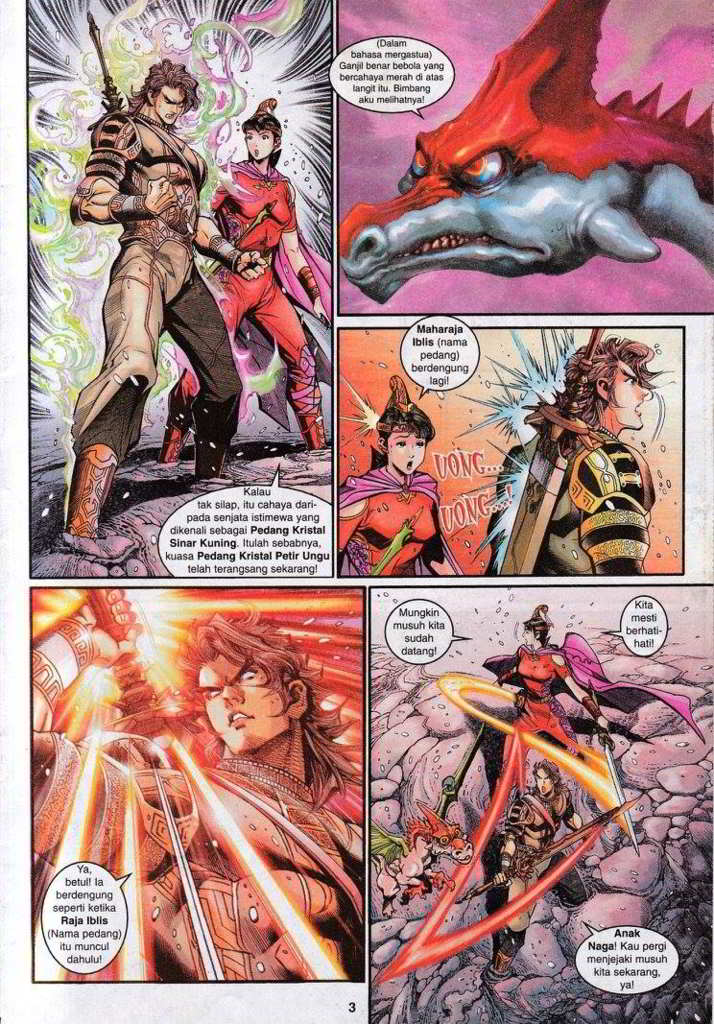 Kalau
tak silap, itu cahaya dari-
pada senjata istimewa yang
dikenali sebagai Pedang Kristal
Sinar Kuning. Itulah sebabnya,
kuasa Pedang Kristal Petir Ungu
telah terangsang sekarang!
(Dalam
bahasa mergastua)
Ganjil benar bebola yang
bercahaya merah di atas
langit itu. Bimbang
aku melihatnya!
Maharaja
Iblis (nama
pedang)
berdengung
lagi!
UONG...
UONG...!
Ya,
betul! Ia
berdengung
seperti ketika
Raja Iblis
(Nama pedang)
itu muncul
dahulu!
Mungkin
musuh kita
sudah
datang!
Kita
mesti
berhati-
hati!
Anak
Naga! Kau pergi
menjejaki musuh
kita sekarang,
ya!
3